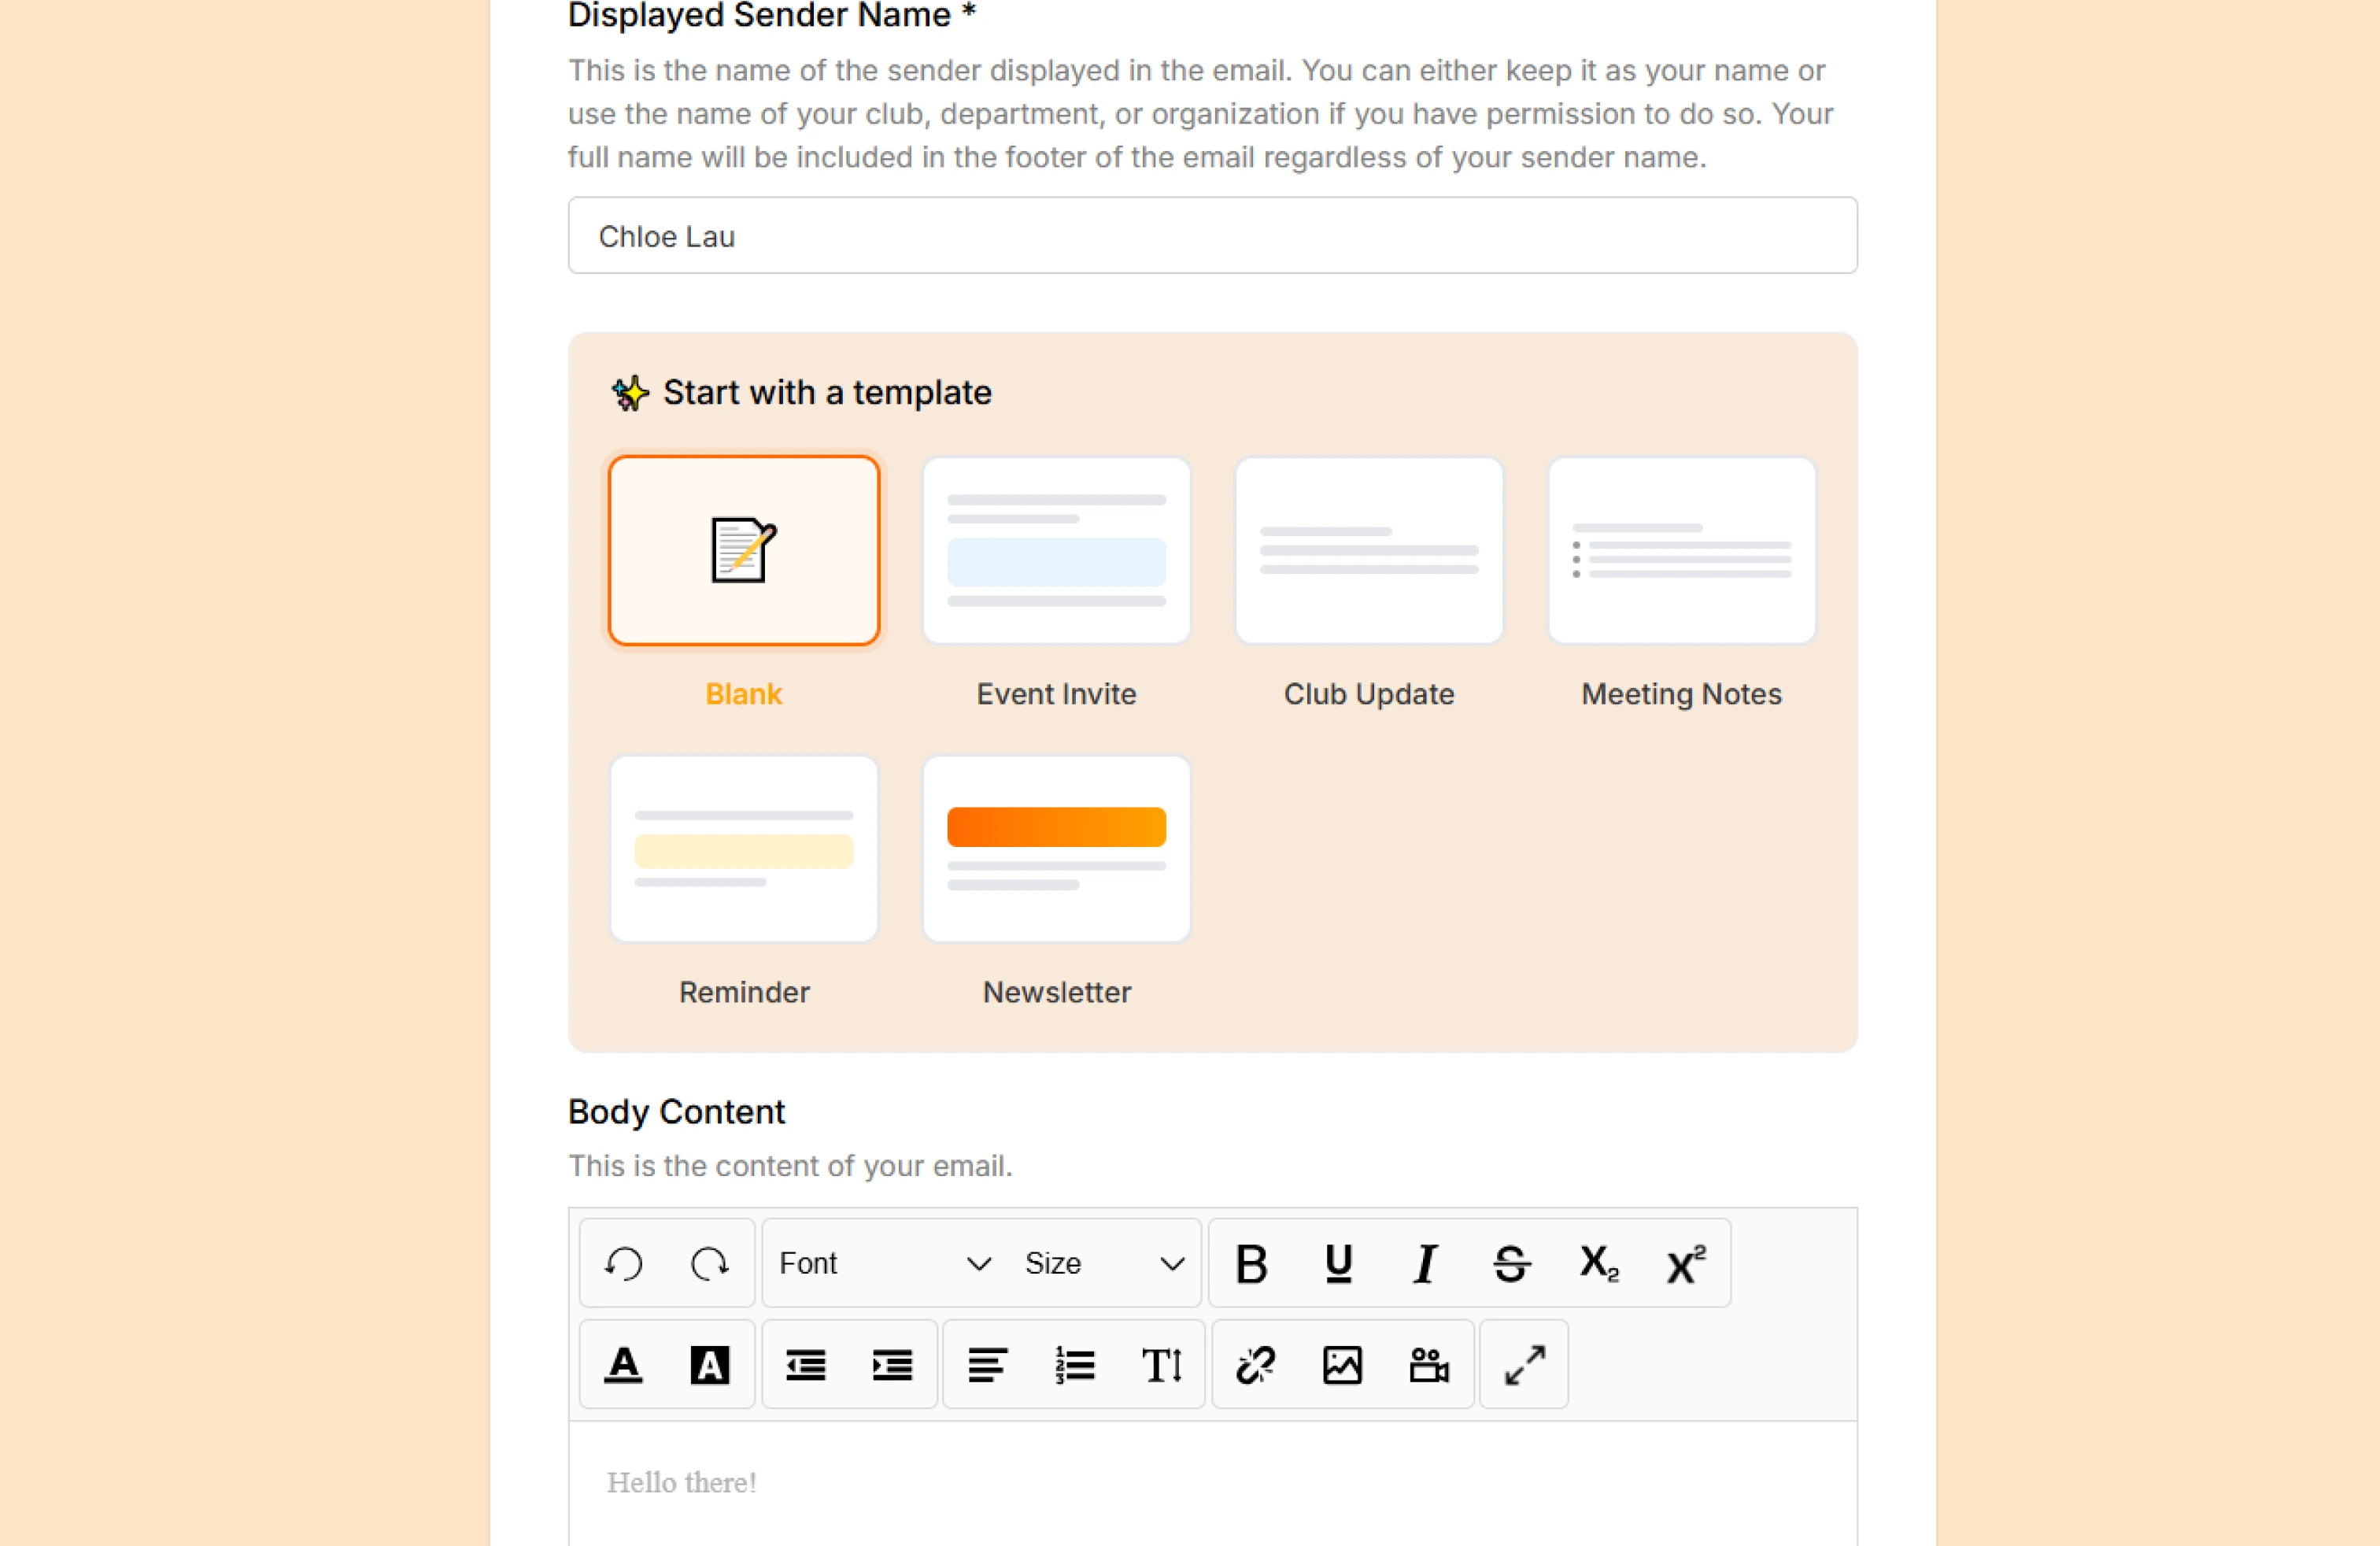 Displayed Sender Name *
This is the name of the sender displayed in the email. You can either keep it as your name or
use the name of your club, department, or organization if you have permission to do so. Your
full name will be included in the footer of the email regardless of your sender name.
Chloe Lau
✨ Start with a template
Blank
Event Invite
Club Update
Meeting Notes
Reminder
Newsletter
Body Content
This is the content of your email.
Font
Size
B U I S X₂ X²
A A
Hello there!